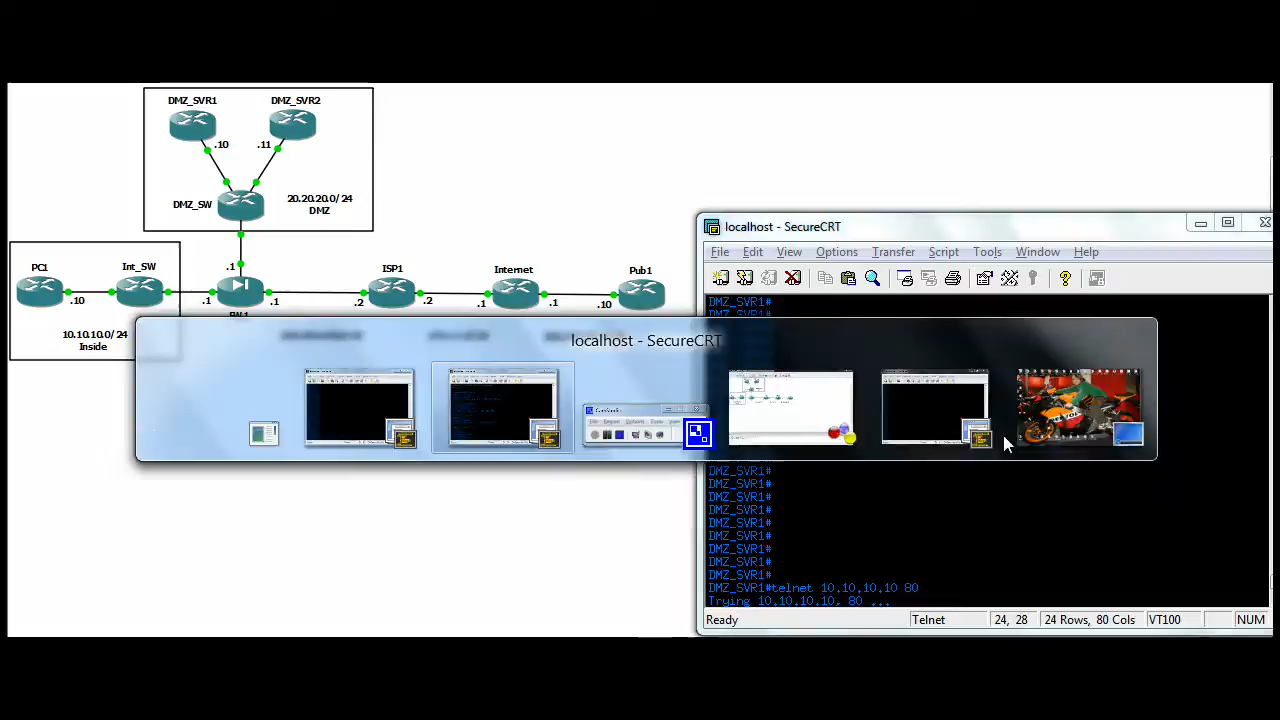 DMZ_SVR1 DMZ_SVR2
.10 .11
DMZ_SW
20.20.20.0/24
DMZ
.1
PC1 Int_SW ISP1 Internet Pub1
.10 .1 .1 .2 .2 .1 .1 .10
10.10.10.0/24
Inside
localhost - SecureCRT
File Edit View Options Transfer Script Tools Window Help
DMZ_SVR1#
DMZ_SVR1#
localhost - SecureCRT
DMZ_SVR1#
DMZ_SVR1#
DMZ_SVR1#
DMZ_SVR1#
DMZ_SVR1#
DMZ_SVR1#
DMZ_SVR1#
DMZ_SVR1#
DMZ_SVR1#
DMZ_SVR1#telnet 10.10.10.10 80
Trying 10.10.10.10, 80 ...
Ready Telnet 24, 28 24 Rows, 80 Cols VT100 NUM